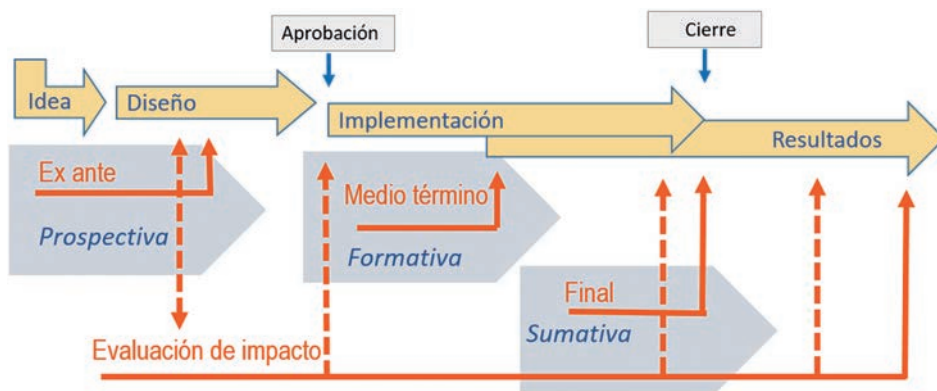 Aprobación
Cierre
Idea
Diseño
Implementación
Resultados
Ex ante
Medio término
Prospectiva
Formativa
Final
Sumativa
Evaluación de impacto